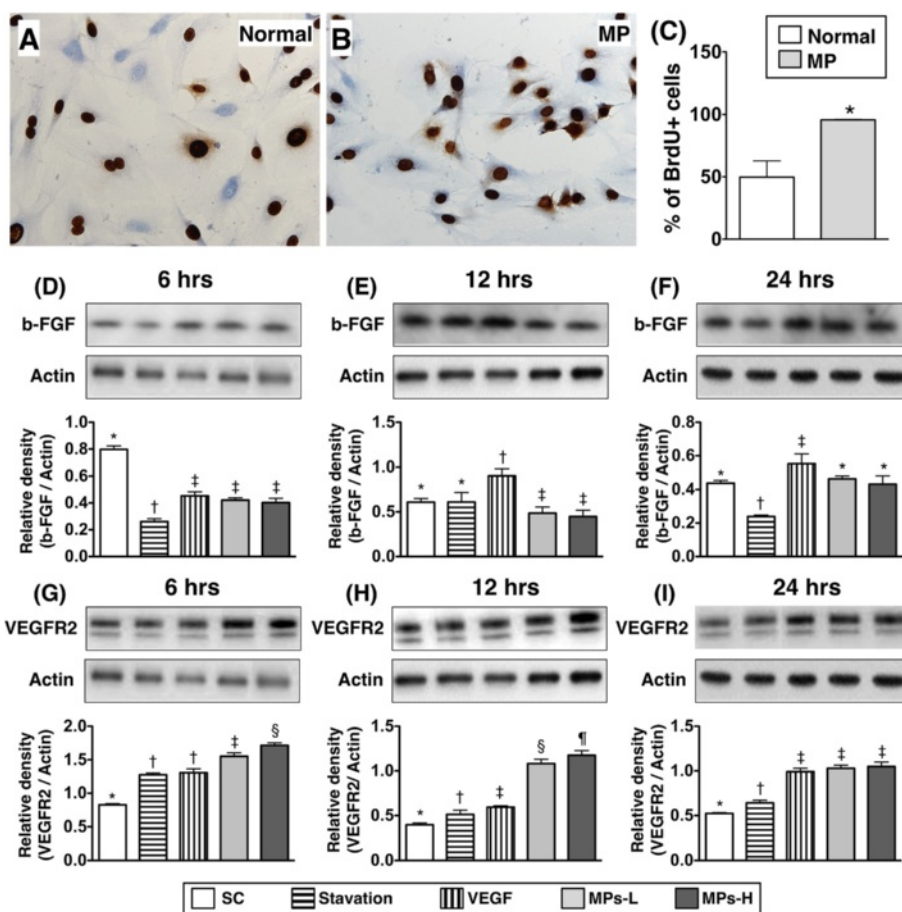 A Normal
B MP
(C)
Normal
MP
% of BrdU+ cells
150
100
50
0
*
(D) 6 hrs
b-FGF
Actin
Relative density
(b-FGF / Actin)
1.0
0.8
0.6
0.4
0.2
0.0
* † ‡ ‡ ‡
(E) 12 hrs
b-FGF
Actin
Relative density
(b-FGF / Actin)
1.5
1.0
0.5
0.0
* * † ‡ ‡
(F) 24 hrs
b-FGF
Actin
Relative density
(b-FGF / Actin)
0.8
0.6
0.4
0.2
0.0
* † ‡ * *
(G) 6 hrs
VEGFR2
Actin
Relative density
(VEGFR2 / Actin)
2.0
1.5
1.0
0.5
0.0
* † † ‡ §
(H) 12 hrs
VEGFR2
Actin
Relative density
(VEGFR2/ Actin)
1.5
1.0
0.5
0.0
* † ‡ § ¶
(I) 24 hrs
VEGFR2
Actin
Relative density
(VEGFR2 / Actin)
1.5
1.0
0.5
0.0
* † ‡ ‡ ‡
SC Stavation VEGF MPs-L MPs-H